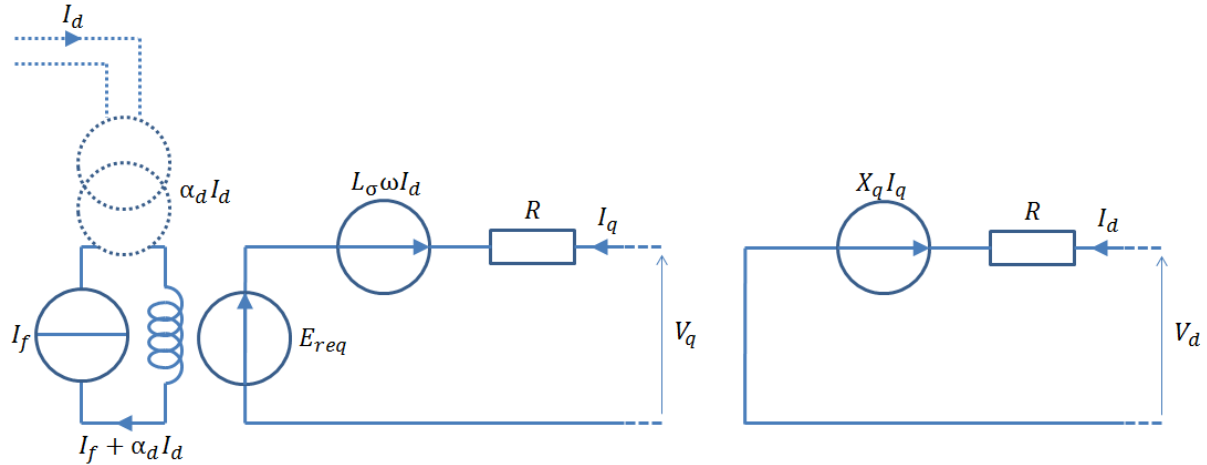 I_d
α_d I_d
L_σ ω I_d
R
I_q
X_q I_q
R
I_d
I_f
E_req
V_q
V_d
I_f + α_d I_d